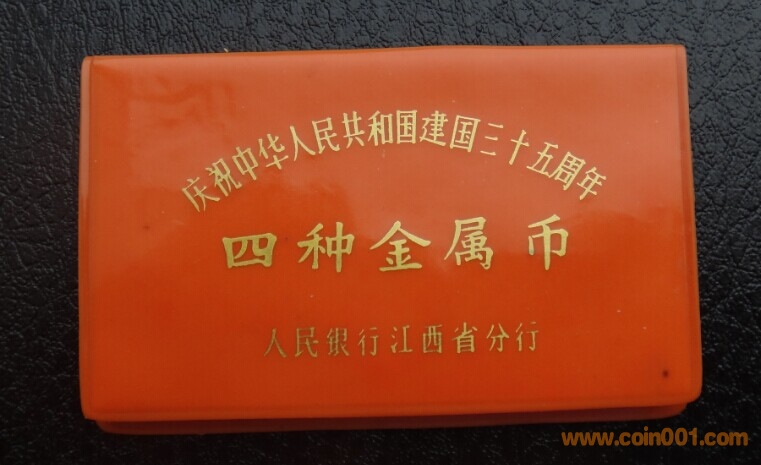 庆祝中华人民共和国建国三十五周年
四种金属币
人民银行江西省分行
www.coin001.com